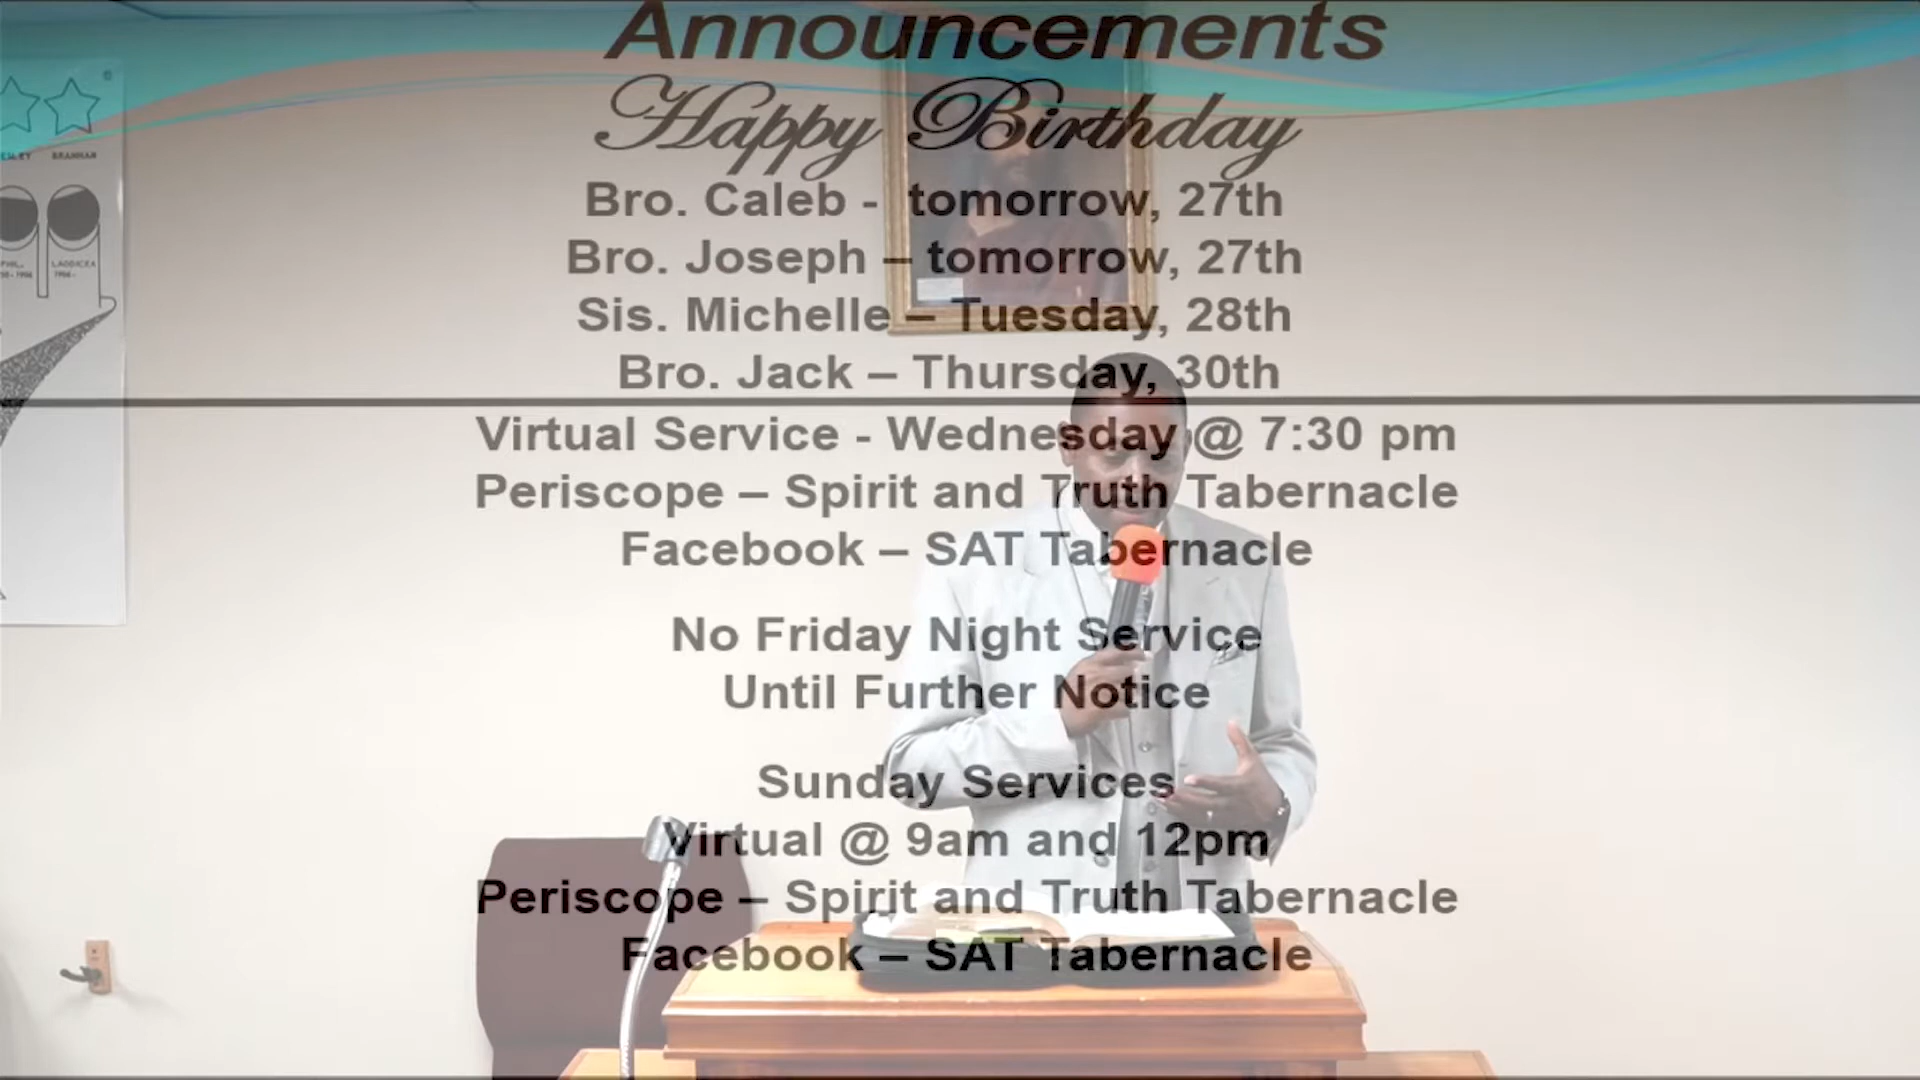 Announcements
Happy Birthday
Bro. Caleb - tomorrow, 27th
Bro. Joseph – tomorrow, 27th
Sis. Michelle – Tuesday, 28th
Bro. Jack – Thursday, 30th
Virtual Service - Wednesday @ 7:30 pm
Periscope – Spirit and Truth Tabernacle
Facebook – SAT Tabernacle
No Friday Night Service
Until Further Notice
Sunday Services
Virtual @ 9am and 12pm
Periscope – Spirit and Truth Tabernacle
Facebook – SAT Tabernacle
BRANHAM
LAODICEA